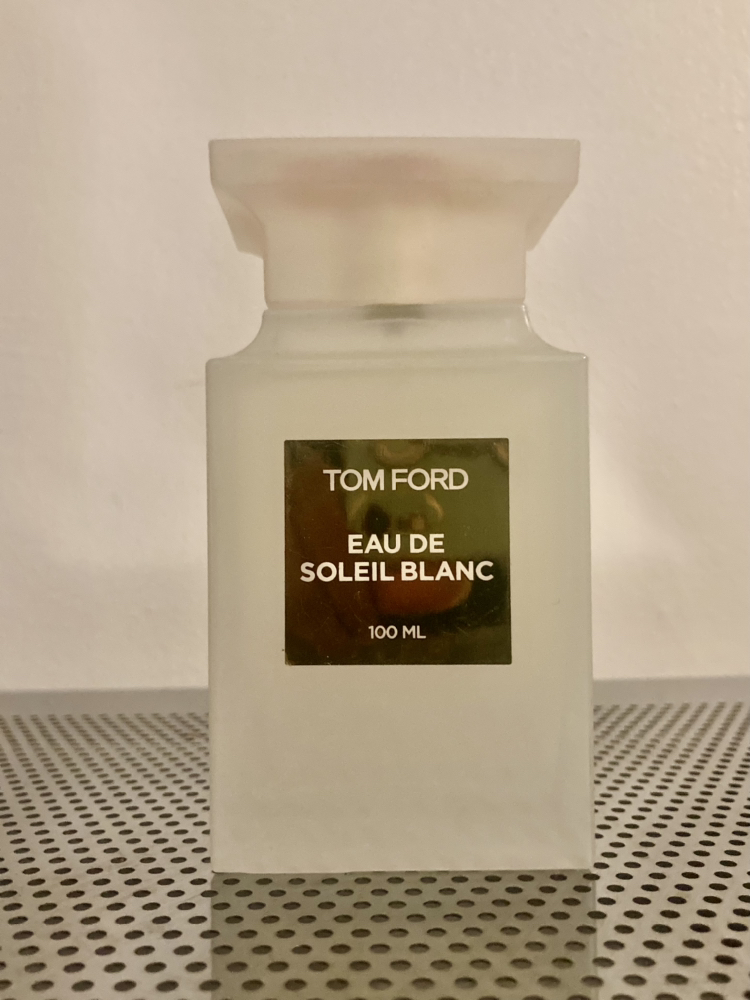 TOM FORD
EAU DE
SOLEIL BLANC
100 ML